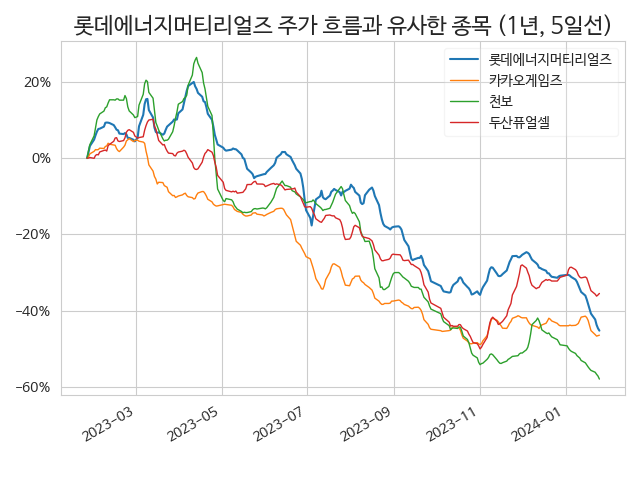 롯데에너지머티리얼즈 주가 흐름과 유사한 종목 (1년, 5일선)
롯데에너지머티리얼즈
카카오게임즈
천보
두산퓨얼셀
20%
0%
−20%
−40%
−60%
2023−03
2023−05
2023−07
2023−09
2023−11
2024−01